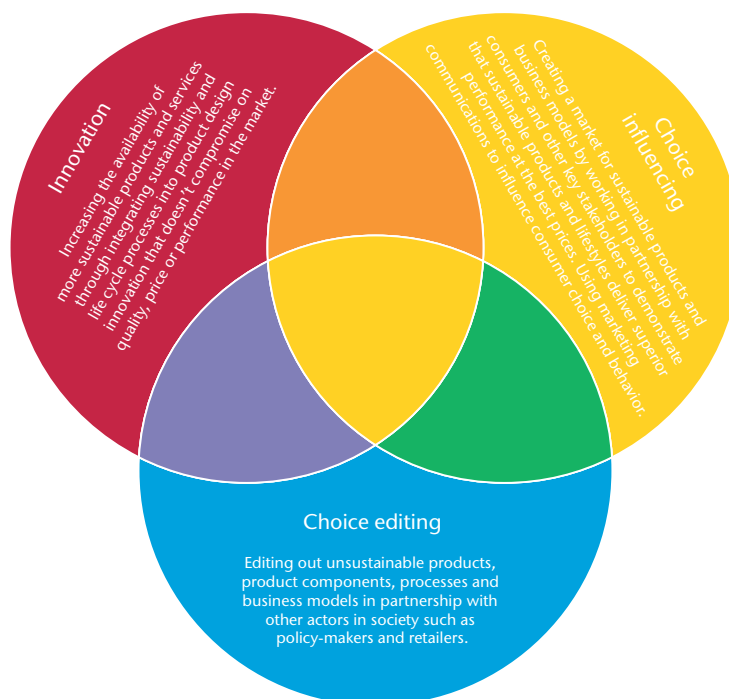 Innovation
Increasing the availability of
more sustainable products and services
through integrating sustainability and
life cycle processes into product design
innovation that doesn't compromise on
quality, price or performance in the market.
Choice
influencing
Creating a market for sustainable products and
business models by working in partnership with
consumers and other key stakeholders to demonstrate
that sustainable products and lifestyles deliver superior
performance at the best prices. Using marketing
communications to influence consumer choice and behavior.
Choice editing
Editing out unsustainable products,
product components, processes and
business models in partnership with
other actors in society such as
policy-makers and retailers.